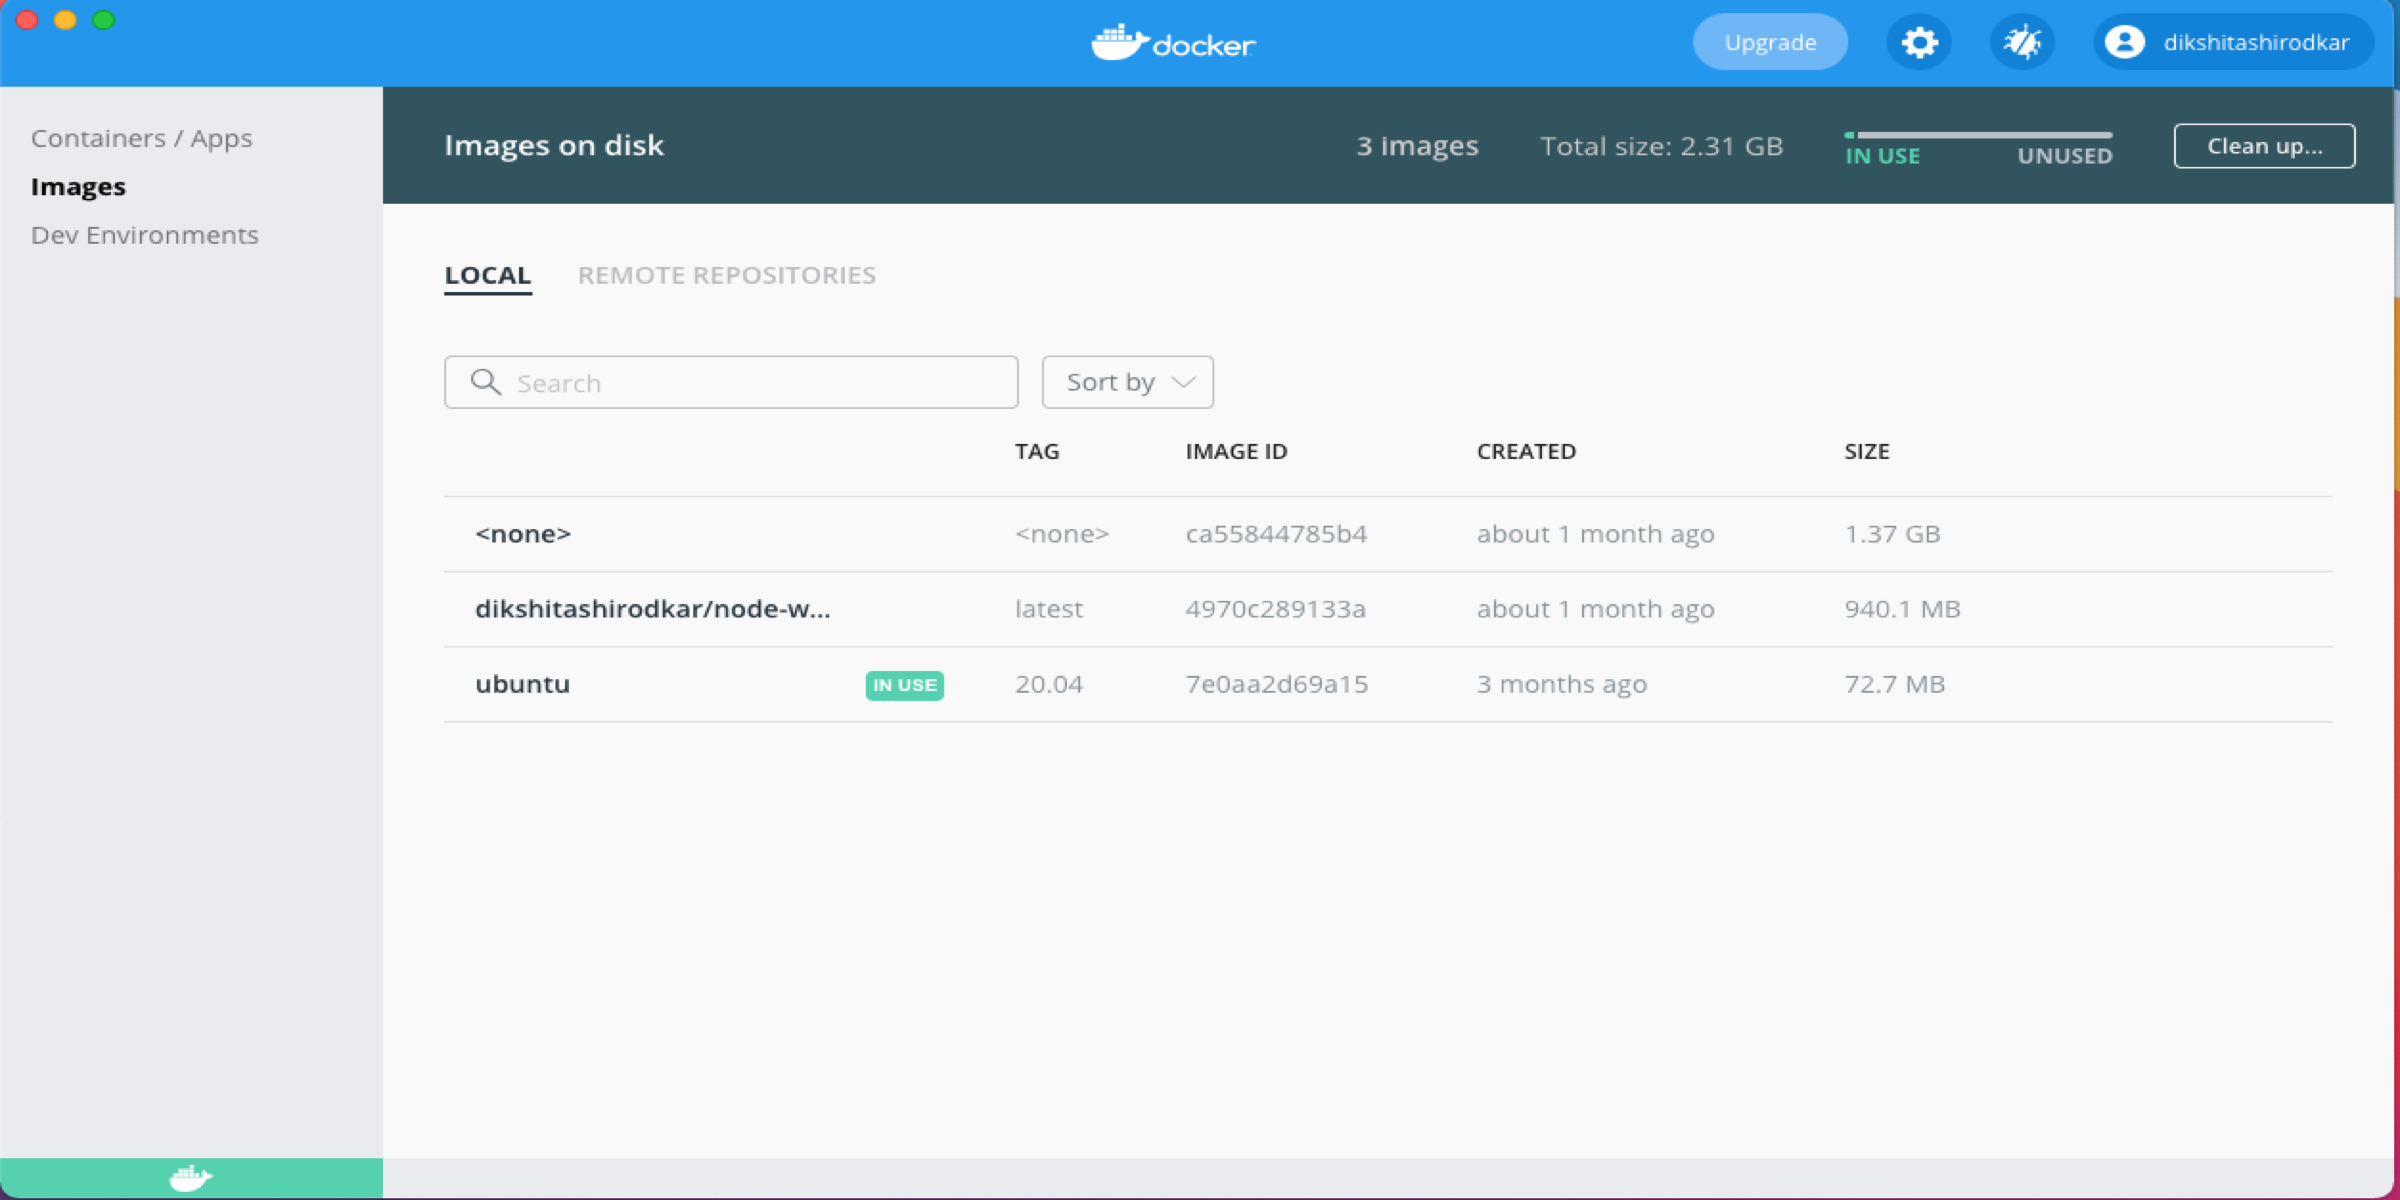 docker
Upgrade
dikshitashirodkar
Containers / Apps
Images
Dev Environments
Images on disk
3 images
Total size: 2.31 GB
IN USE
UNUSED
Clean up...
LOCAL
REMOTE REPOSITORIES
Search
Sort by
TAG IMAGE ID CREATED SIZE
<none> <none> ca55844785b4 about 1 month ago 1.37 GB
dikshitashirodkar/node-w... latest 4970c289133a about 1 month ago 940.1 MB
ubuntu IN USE 20.04 7e0aa2d69a15 3 months ago 72.7 MB